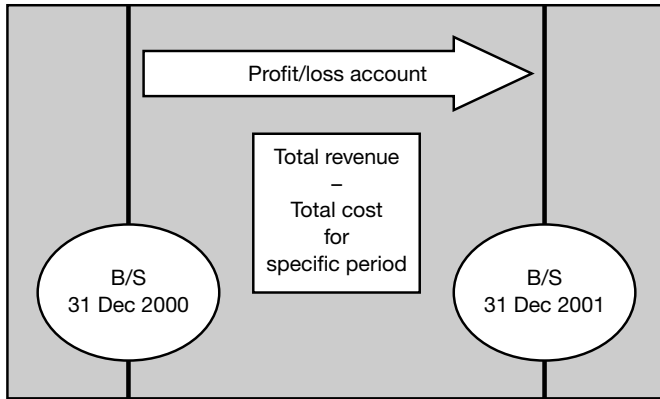 Profit/loss account
Total revenue
–
Total cost
for
specific period
B/S
31 Dec 2000
B/S
31 Dec 2001